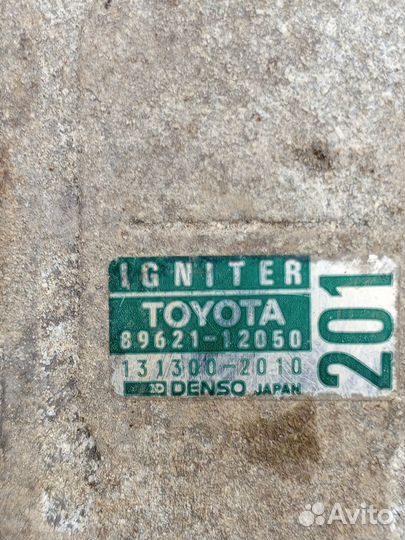 IGNITER
TOYOTA
89621-12050
131300-2010
DENSO JAPAN
201
Avito